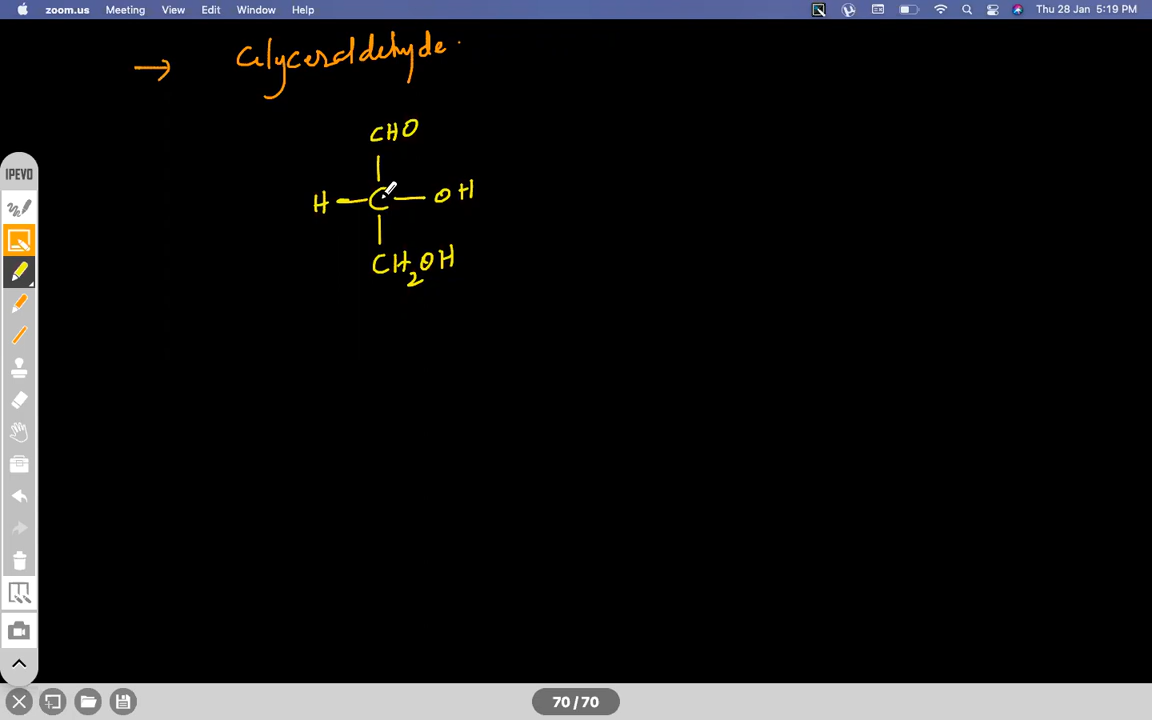 zoom.us Meeting View Edit Window Help Thu 28 Jan 5:19 PM
→ Glyceraldehyde.
CHO
H-C-OH
CH2OH
IPEVO
70 / 70